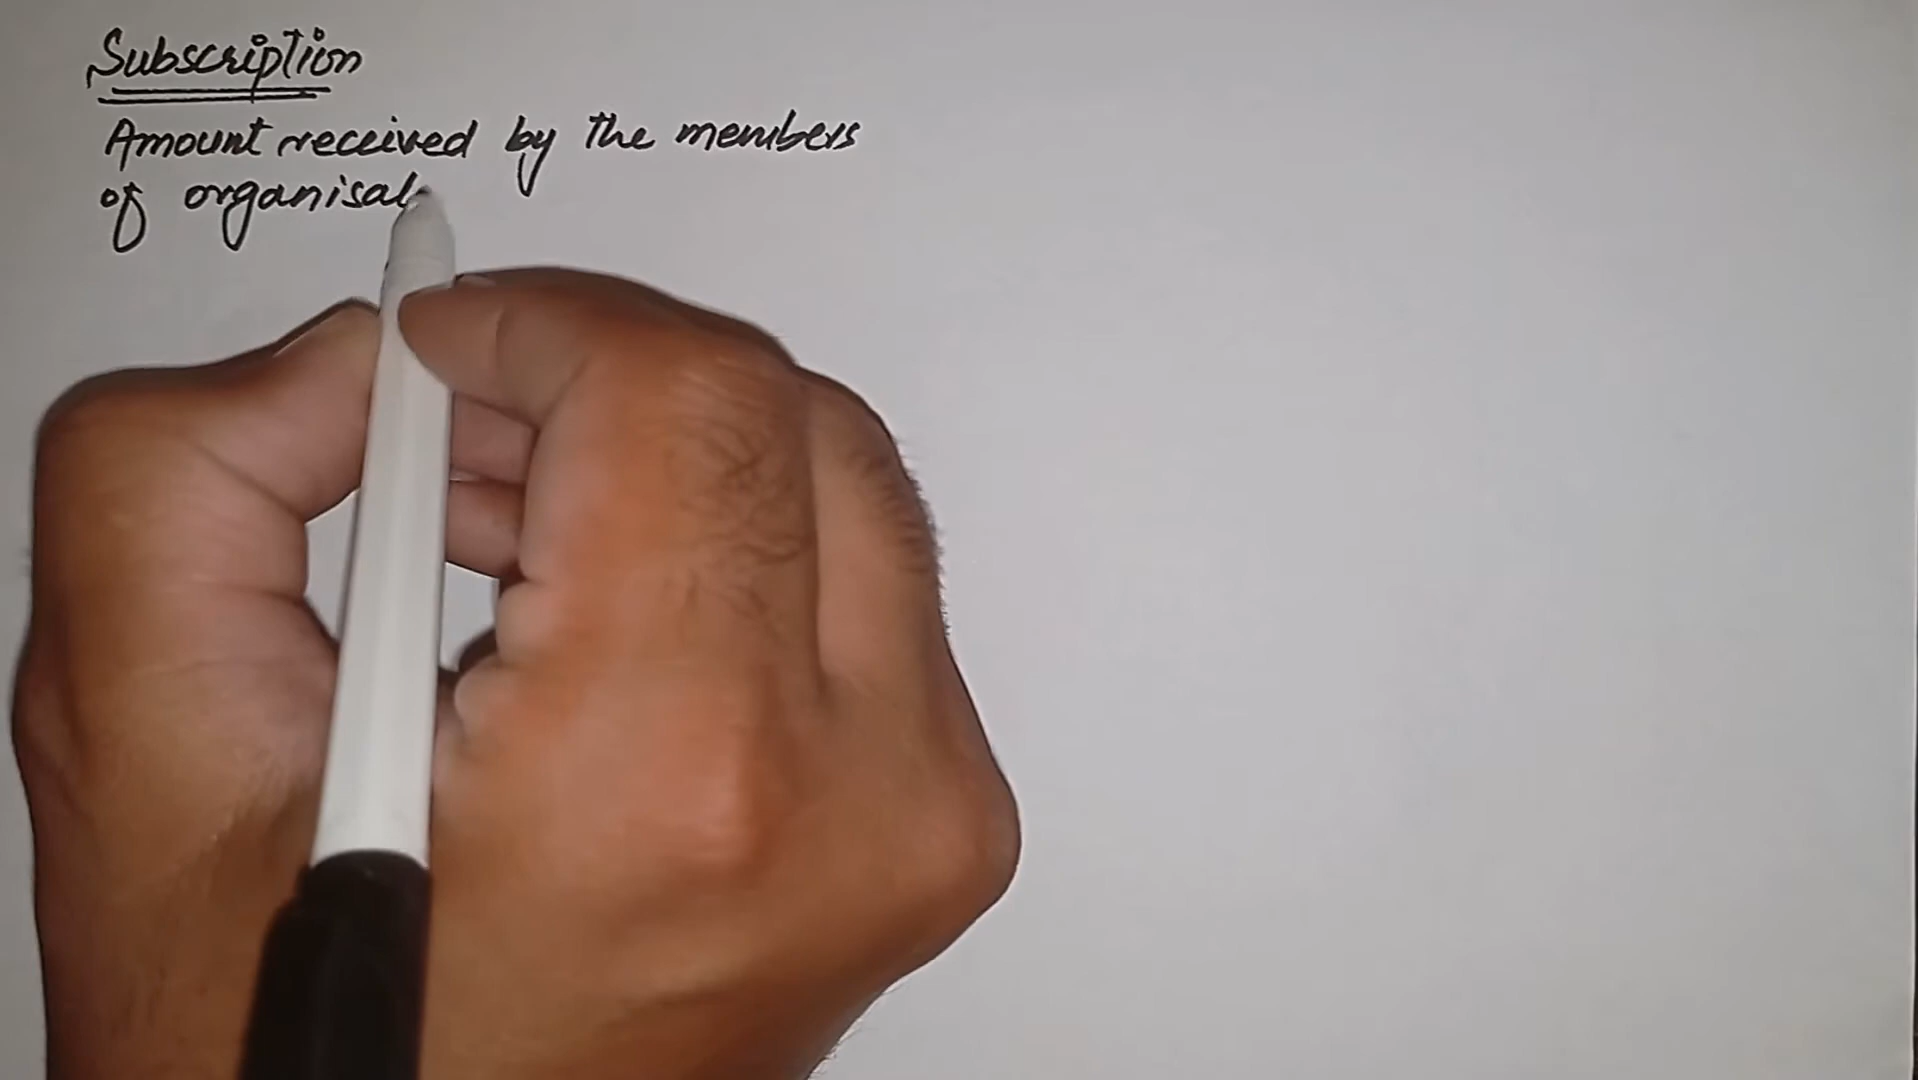 Subscription
Amount received by the members
of organisat